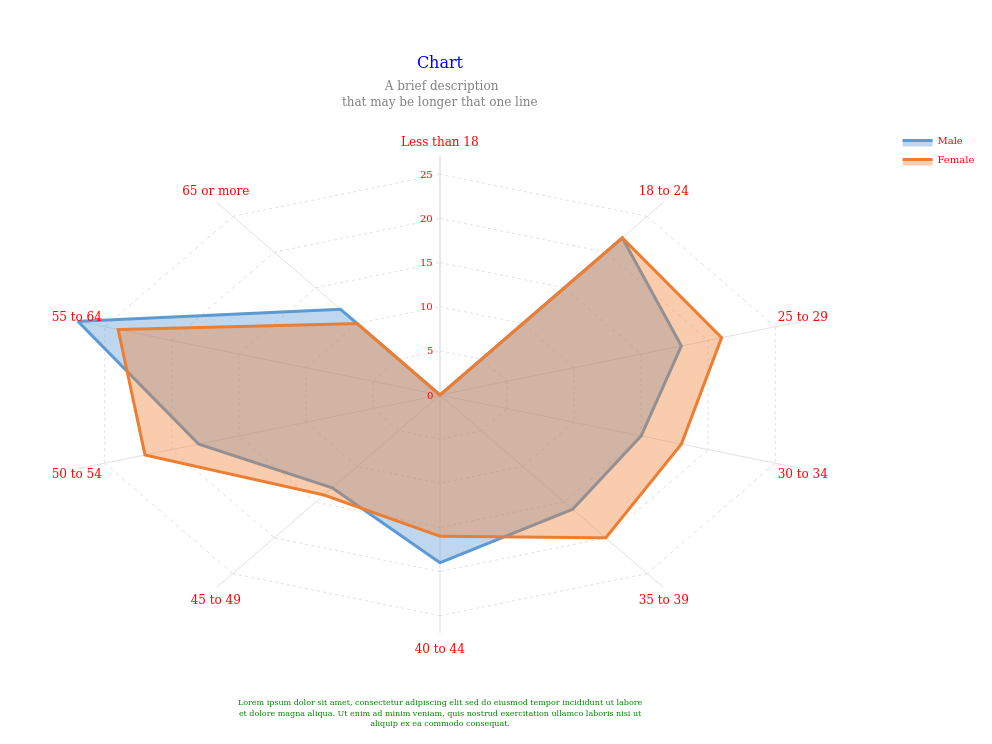 Chart
A brief description
that may be longer that one line
Male
Female
Less than 18
18 to 24
25 to 29
30 to 34
35 to 39
40 to 44
45 to 49
50 to 54
55 to 64
65 or more
25
20
15
10
5
0
Lorem ipsum dolor sit amet, consectetur adipiscing elit sed do eiusmod tempor incididunt ut labore
et dolore magna aliqua. Ut enim ad minim veniam, quis nostrud exercitation ullamco laboris nisi ut
aliquip ex ea commodo consequat.